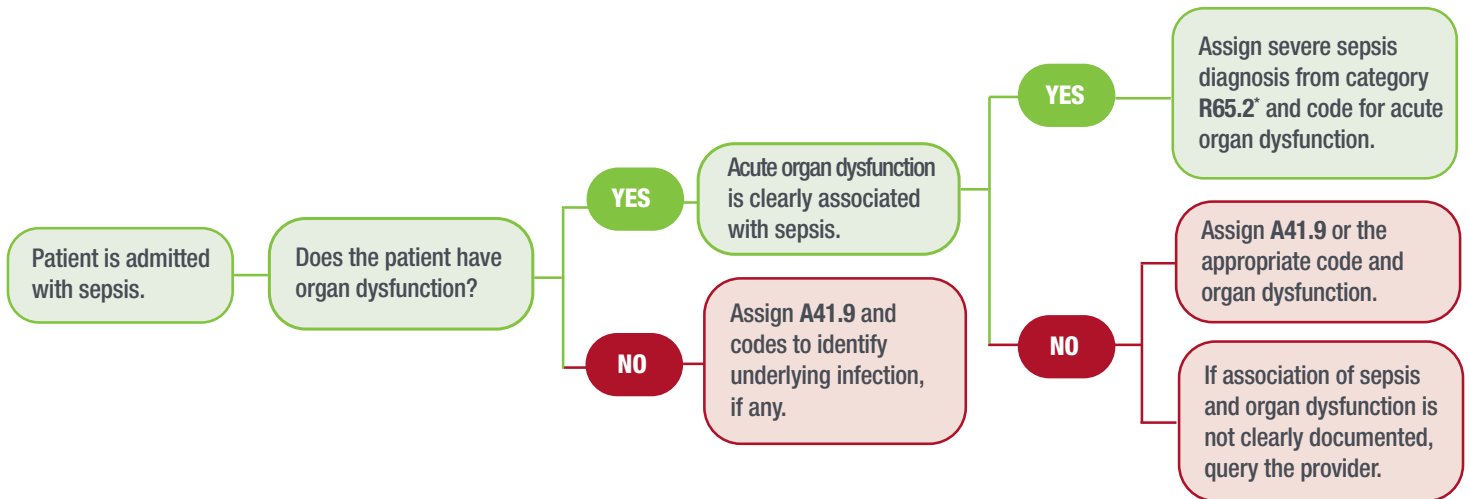 Patient is admitted
with sepsis.
Does the patient have
organ dysfunction?
YES
Acute organ dysfunction
is clearly associated
with sepsis.
NO
Assign A41.9 and
codes to identify
underlying infection,
if any.
YES
Assign severe sepsis
diagnosis from category
R65.2* and code for acute
organ dysfunction.
NO
Assign A41.9 or the
appropriate code and
organ dysfunction.
If association of sepsis
and organ dysfunction is
not clearly documented,
query the provider.